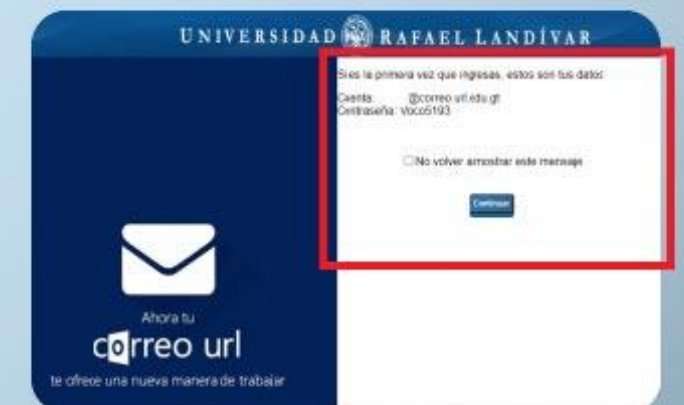 UNIVERSIDAD RAFAEL LANDÍVAR
Si es la primera vez que ingresas, estos son tus datos
Cuenta: @correo.url.edu.gt
Contraseña: Voco5193
No volver amostrar este mensaje
Continuar
Ahora tu
correo url
te ofrece una nueva manera de trabajar